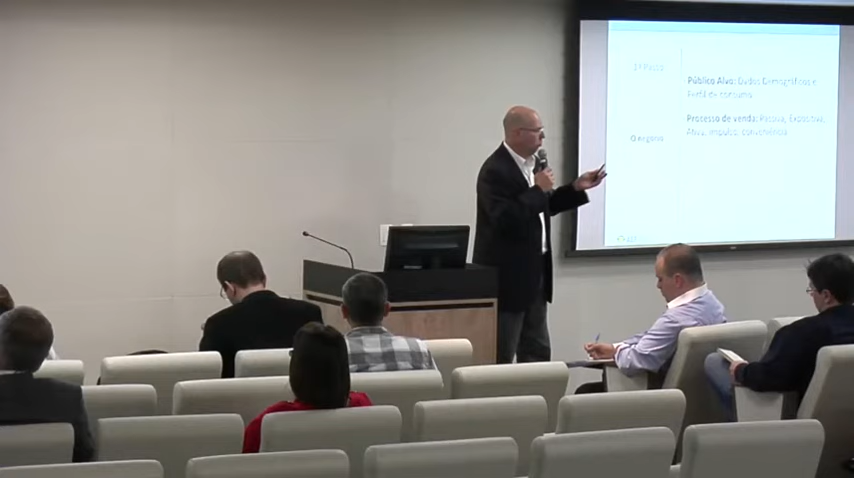 O Negócio
Público Alvo: Dados Demográficos e
Perfil de consumo
Processo de venda: Passiva, Expositiva,
Ativa, Impulso, conveniência